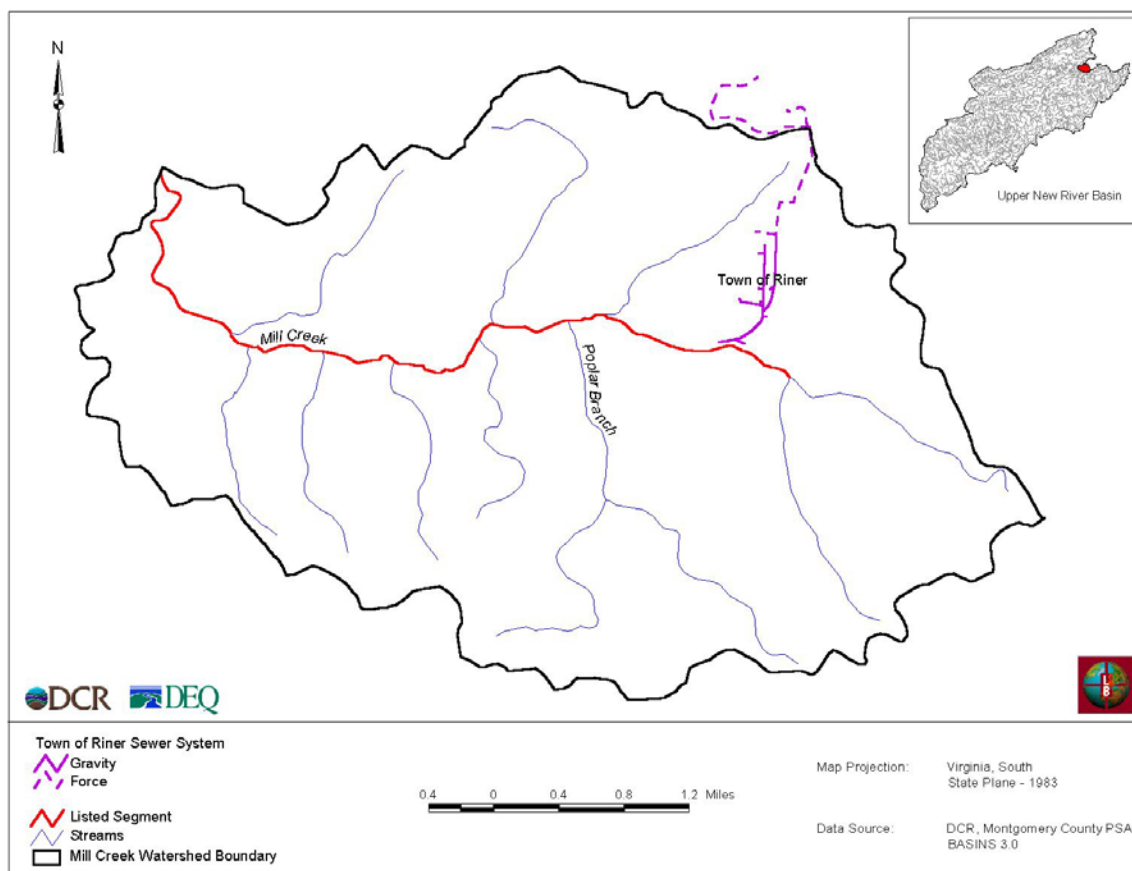 N
Upper New River Basin
Town of Riner
Mill Creek
Poplar Branch
DCR
DEQ
L
B
Town of Riner Sewer System
Gravity
Force
Listed Segment
Streams
Mill Creek Watershed Boundary
0.4 0 0.4 0.8 1.2 Miles
Map Projection: Virginia, South
State Plane - 1983
Data Source: DCR, Montgomery County PSA
BASINS 3.0